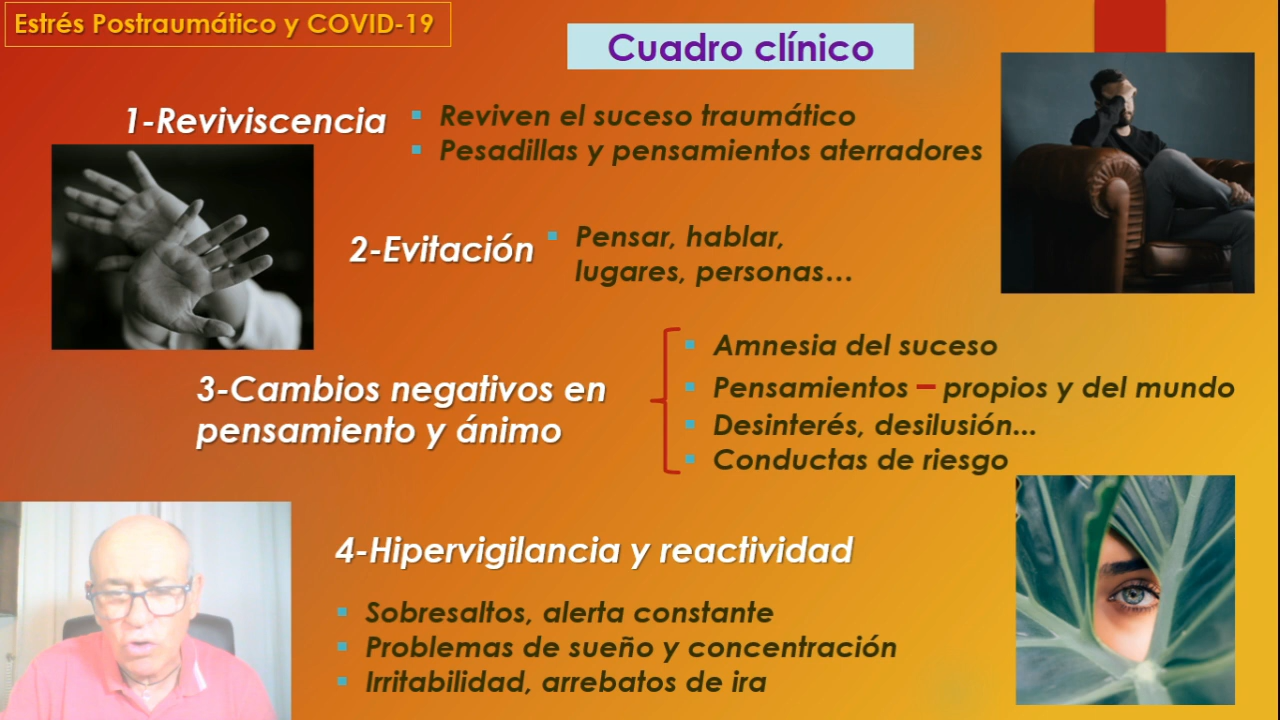 Estrés Postraumático y COVID-19
Cuadro clínico
1-Reviviscencia
▪ Reviven el suceso traumático
▪ Pesadillas y pensamientos aterradores
2-Evitación
▪ Pensar, hablar,
lugares, personas...
3-Cambios negativos en
pensamiento y ánimo
▪ Amnesia del suceso
▪ Pensamientos – propios y del mundo
▪ Desinterés, desilusión...
▪ Conductas de riesgo
4-Hipervigilancia y reactividad
▪ Sobresaltos, alerta constante
▪ Problemas de sueño y concentración
▪ Irritabilidad, arrebatos de ira